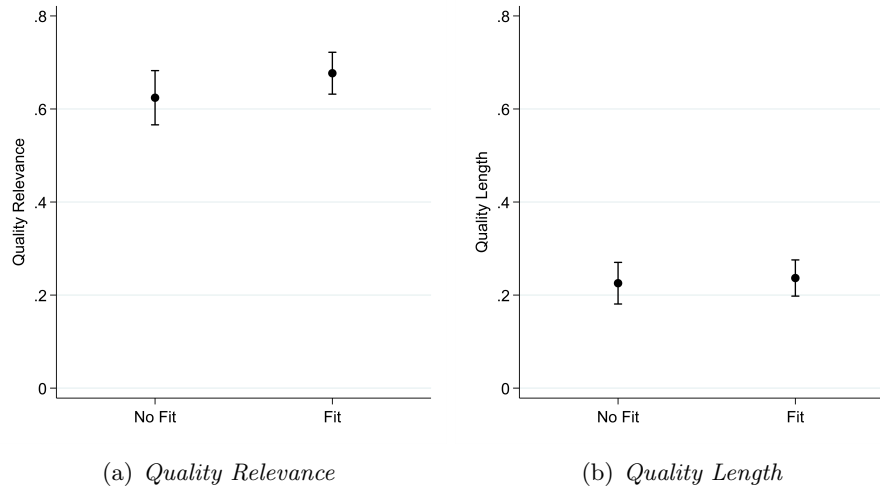 .8
.6
.4
.2
0
Quality Relevance
No Fit
Fit
(a) Quality Relevance
.8
.6
.4
.2
0
Quality Length
No Fit
Fit
(b) Quality Length